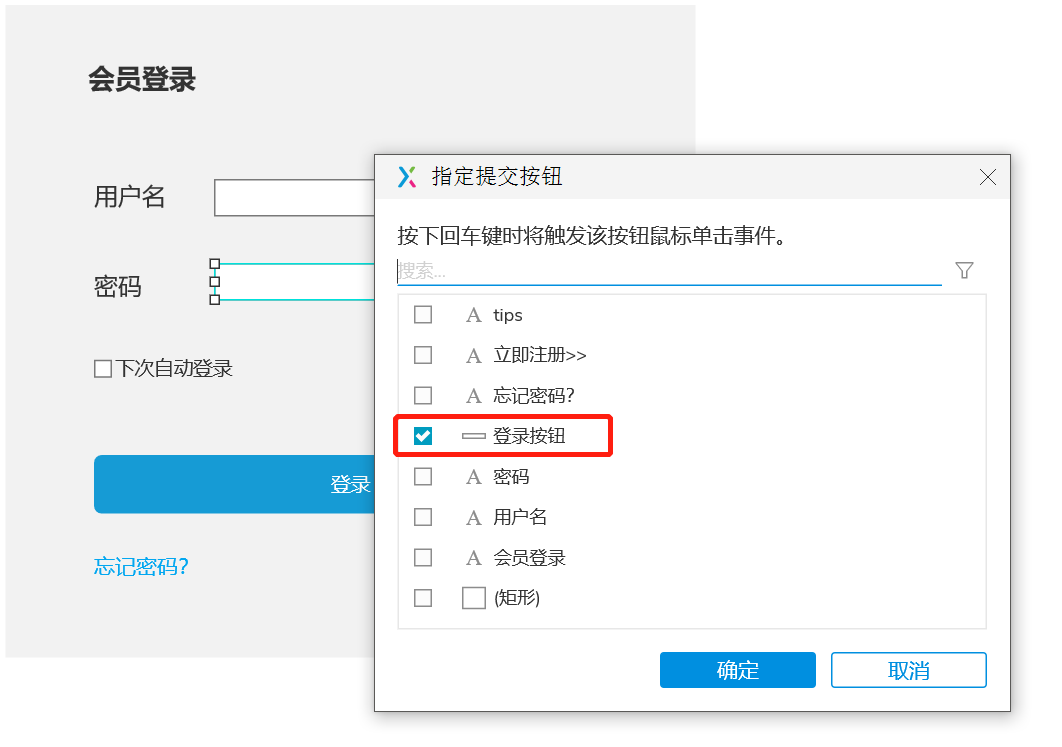 会员登录
用户名
密码
下次自动登录
登录
忘记密码?
指定提交按钮
按下回车键时将触发该按钮鼠标单击事件。
搜索...
A tips
A 立即注册>>
A 忘记密码?
登录按钮
A 密码
A 用户名
A 会员登录
(矩形)
确定
取消